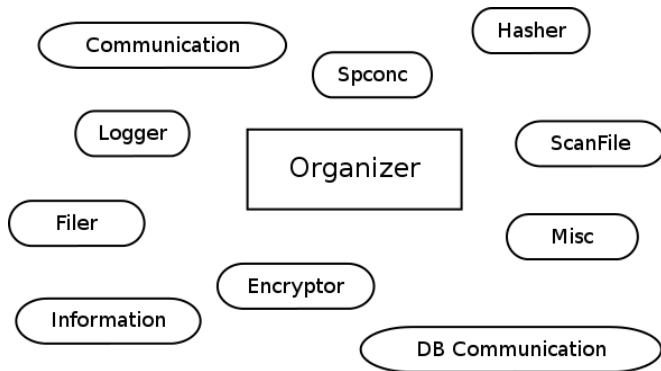 Hasher
Communication
Spconc
Logger
ScanFile
Organizer
Filer
Misc
Encryptor
Information
DB Communication